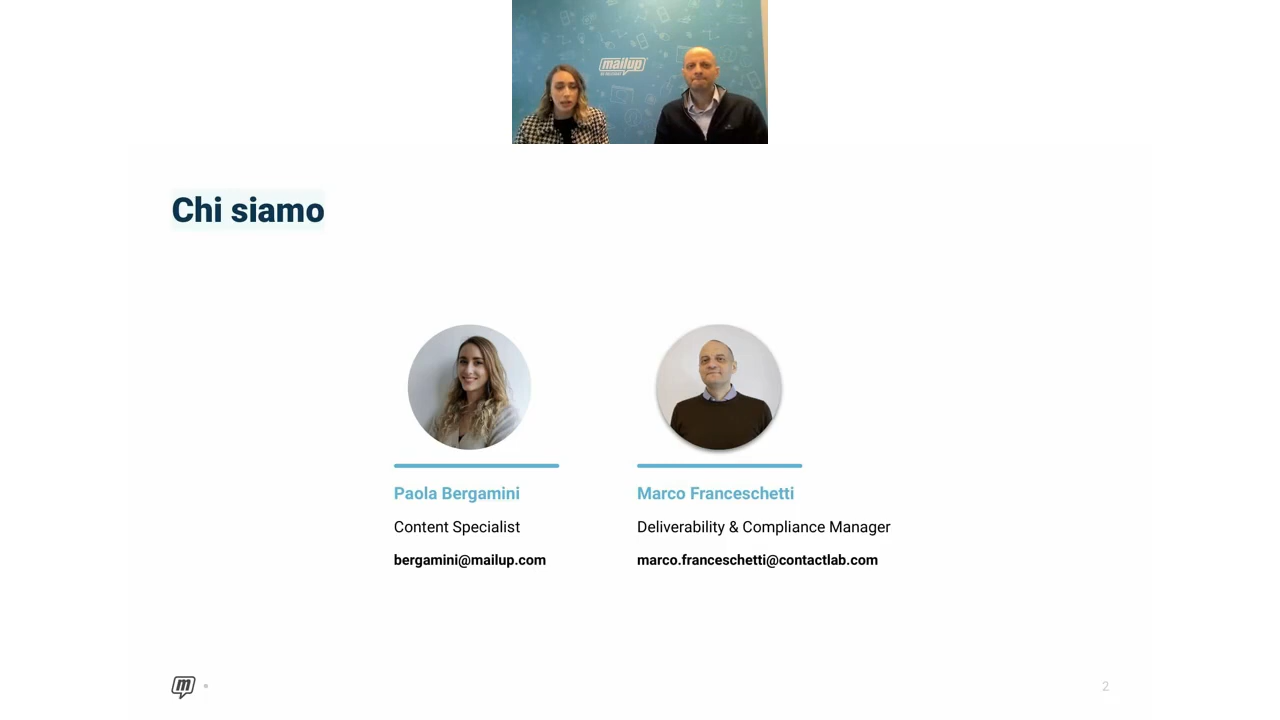 mailup
Chi siamo
Paola Bergamini
Content Specialist
bergamini@mailup.com
Marco Franceschetti
Deliverability & Compliance Manager
marco.franceschetti@contactlab.com
m
2